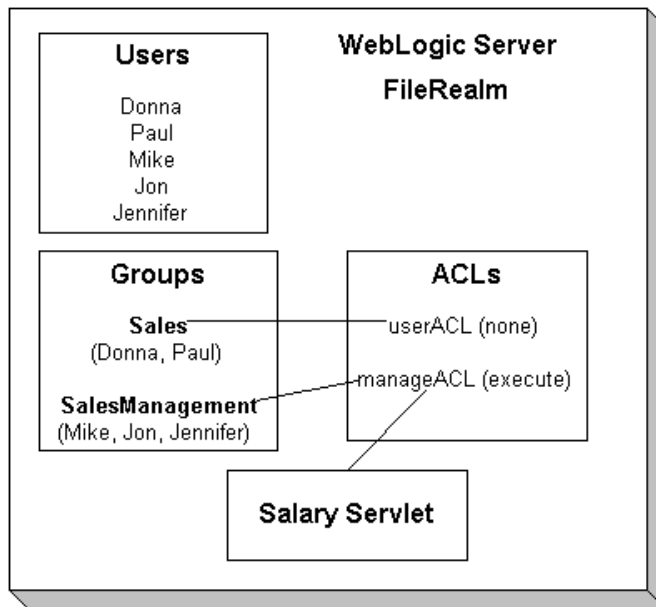 WebLogic Server
FileRealm
Users
Donna
Paul
Mike
Jon
Jennifer
Groups
Sales
(Donna, Paul)
SalesManagement
(Mike, Jon, Jennifer)
ACLs
userACL (none)
manageACL (execute)
Salary Servlet